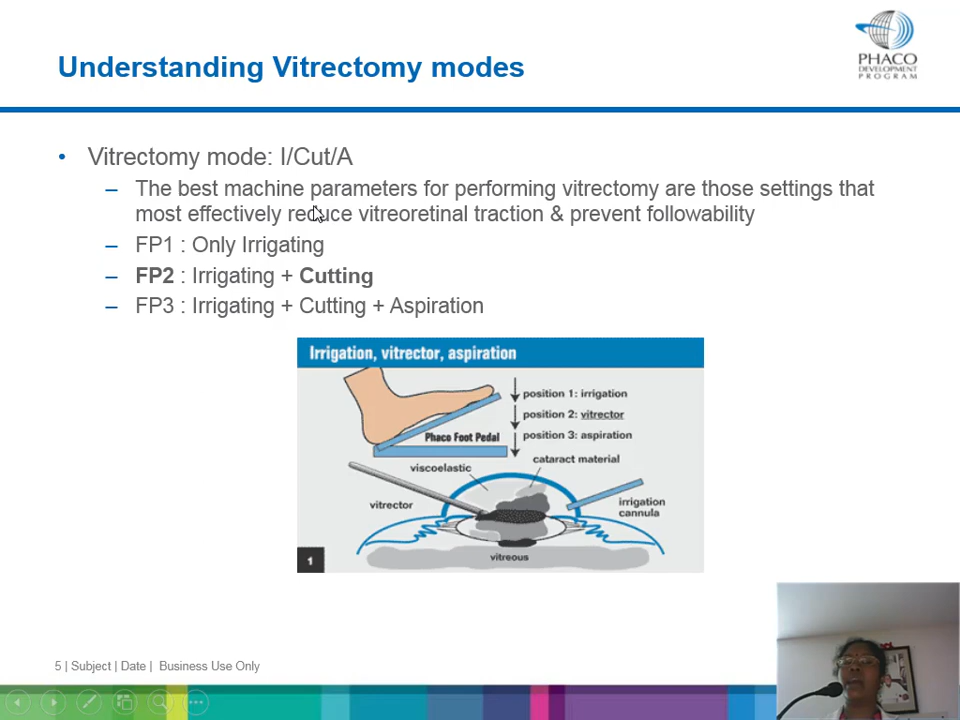 PHACO
DEVELOPMENT
PROGRAM
Understanding Vitrectomy modes
• Vitrectomy mode: I/Cut/A
– The best machine parameters for performing vitrectomy are those settings that
most effectively reduce vitreoretinal traction & prevent followability
– FP1 : Only Irrigating
– FP2 : Irrigating + Cutting
– FP3 : Irrigating + Cutting + Aspiration
Irrigation, vitrector, aspiration
position 1: irrigation
position 2: vitrector
position 3: aspiration
Phaco Foot Pedal
cataract material
viscoelastic
vitrector
irrigation
cannula
vitreous
1
5 | Subject | Date | Business Use Only